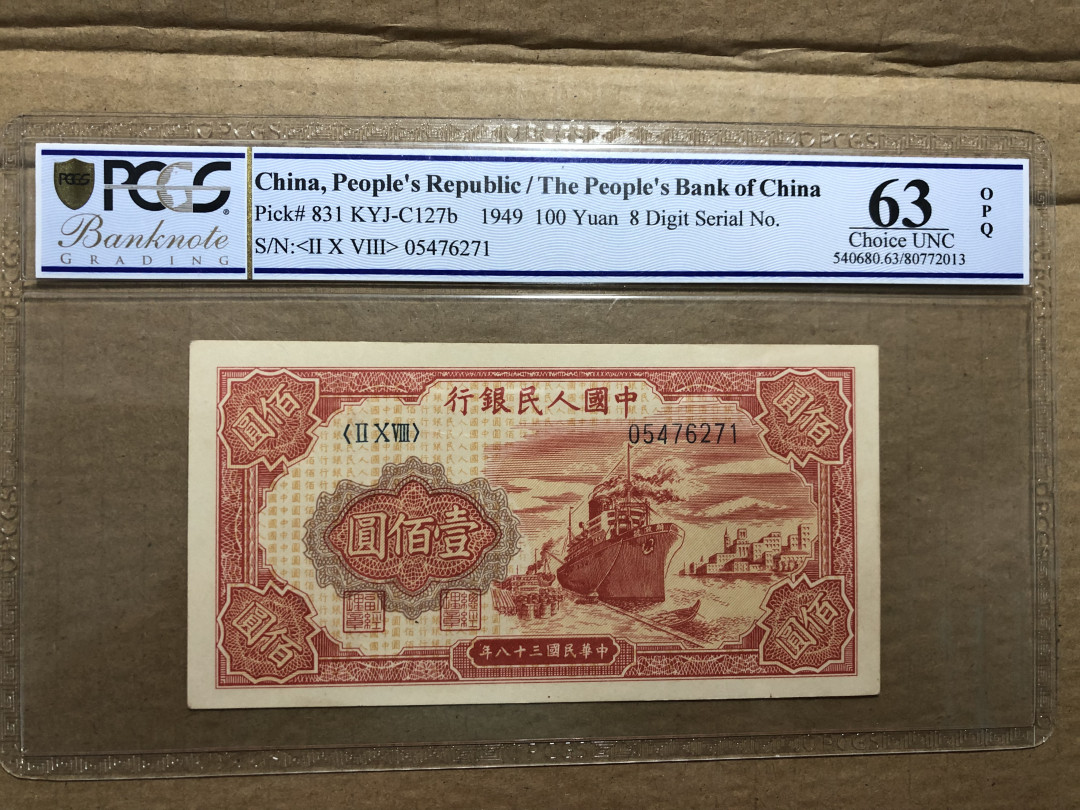 PCGS
PCGS
Banknote
GRADING
China, People's Republic / The People's Bank of China
Pick# 831 KYJ-C127b 1949 100 Yuan 8 Digit Serial No.
S/N:<II X VIII> 05476271
63
Choice UNC
540680.63/80772013
OPQ
行銀民人國中
圓佰
圓佰
〈II X VIII〉
05476271
圓佰壹
圓佰
圓佰
年八十三國民華中